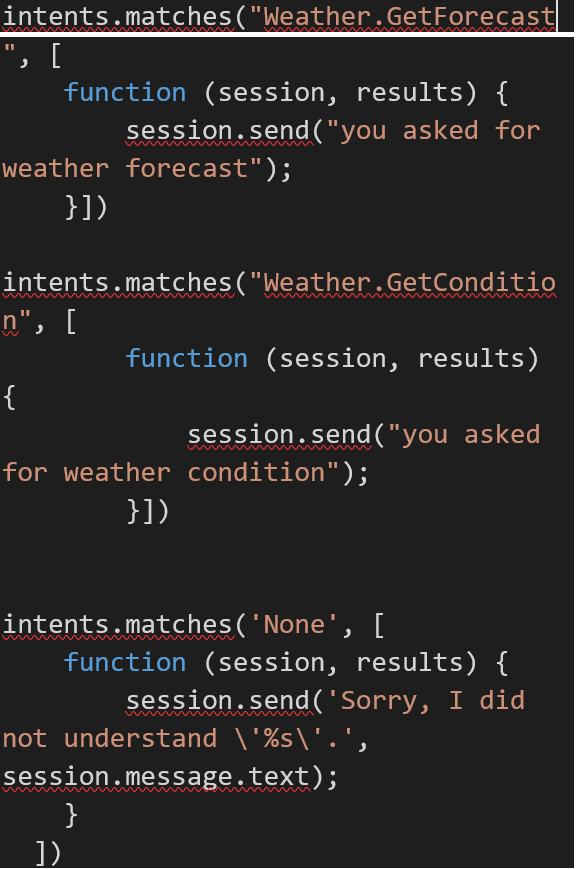 intents.matches("Weather.GetForecast
", [
    function (session, results) {
        session.send("you asked for
weather forecast");
    }])

intents.matches("Weather.GetConditio
n", [
        function (session, results)
{
            session.send("you asked
for weather condition");
        }])


intents.matches('None', [
    function (session, results) {
        session.send('Sorry, I did
not understand \'%s\'.',
session.message.text);
    }
  ])